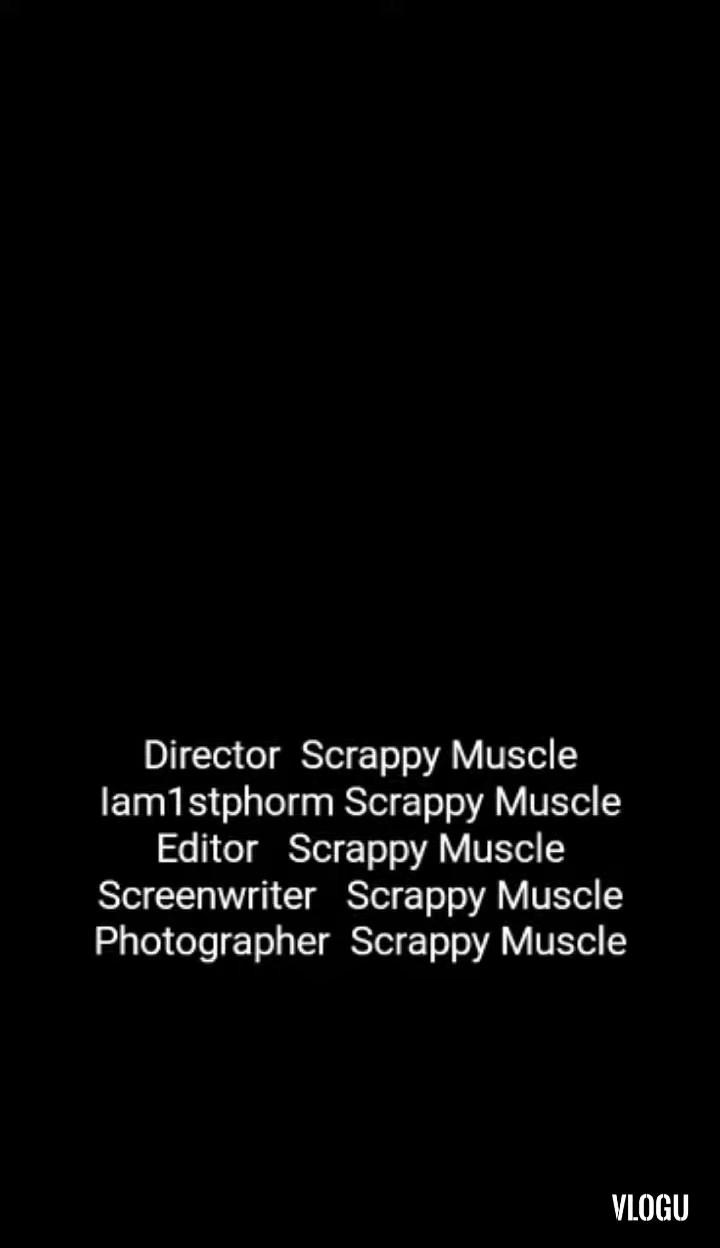 Director  Scrappy Muscle
Iam1stphorm Scrappy Muscle
Editor   Scrappy Muscle
Screenwriter   Scrappy Muscle
Photographer  Scrappy Muscle
VLOGU